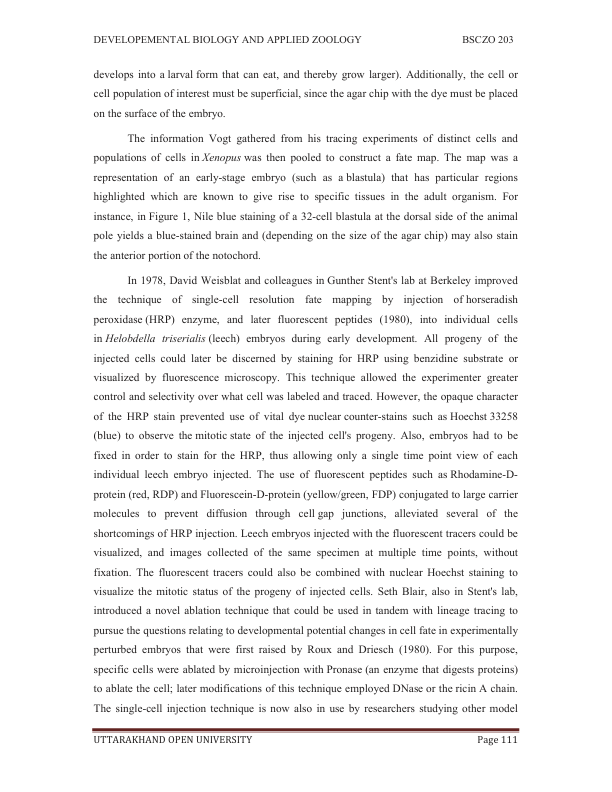 DEVELOPEMENTAL BIOLOGY AND APPLIED ZOOLOGY BSCZO 203
develops into a larval form that can eat, and thereby grow larger). Additionally, the cell or
cell population of interest must be superficial, since the agar chip with the dye must be placed
on the surface of the embryo.
The information Vogt gathered from his tracing experiments of distinct cells and
populations of cells in Xenopus was then pooled to construct a fate map. The map was a
representation of an early-stage embryo (such as a blastula) that has particular regions
highlighted which are known to give rise to specific tissues in the adult organism. For
instance, in Figure 1, Nile blue staining of a 32-cell blastula at the dorsal side of the animal
pole yields a blue-stained brain and (depending on the size of the agar chip) may also stain
the anterior portion of the notochord.
In 1978, David Weisblat and colleagues in Gunther Stent's lab at Berkeley improved
the technique of single-cell resolution fate mapping by injection of horseradish
peroxidase (HRP) enzyme, and later fluorescent peptides (1980), into individual cells
in Helobdella triserialis (leech) embryos during early development. All progeny of the
injected cells could later be discerned by staining for HRP using benzidine substrate or
visualized by fluorescence microscopy. This technique allowed the experimenter greater
control and selectivity over what cell was labeled and traced. However, the opaque character
of the HRP stain prevented use of vital dye nuclear counter-stains such as Hoechst 33258
(blue) to observe the mitotic state of the injected cell's progeny. Also, embryos had to be
fixed in order to stain for the HRP, thus allowing only a single time point view of each
individual leech embryo injected. The use of fluorescent peptides such as Rhodamine-D-
protein (red, RDP) and Fluorescein-D-protein (yellow/green, FDP) conjugated to large carrier
molecules to prevent diffusion through cell gap junctions, alleviated several of the
shortcomings of HRP injection. Leech embryos injected with the fluorescent tracers could be
visualized, and images collected of the same specimen at multiple time points, without
fixation. The fluorescent tracers could also be combined with nuclear Hoechst staining to
visualize the mitotic status of the progeny of injected cells. Seth Blair, also in Stent's lab,
introduced a novel ablation technique that could be used in tandem with lineage tracing to
pursue the questions relating to developmental potential changes in cell fate in experimentally
perturbed embryos that were first raised by Roux and Driesch (1980). For this purpose,
specific cells were ablated by microinjection with Pronase (an enzyme that digests proteins)
to ablate the cell; later modifications of this technique employed DNase or the ricin A chain.
The single-cell injection technique is now also in use by researchers studying other model
UTTARAKHAND OPEN UNIVERSITY Page 111